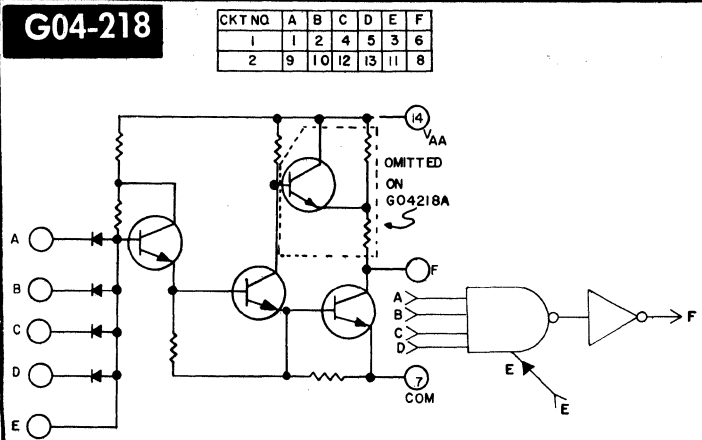 G04-218
CKT NO. A B C D E F
1 1 2 4 5 3 6
2 9 10 12 13 11 8
14
VAA
OMITTED
ON
G04218A
A
B
C
D
E
F
7
COM
A
B
C
D
E
E
F